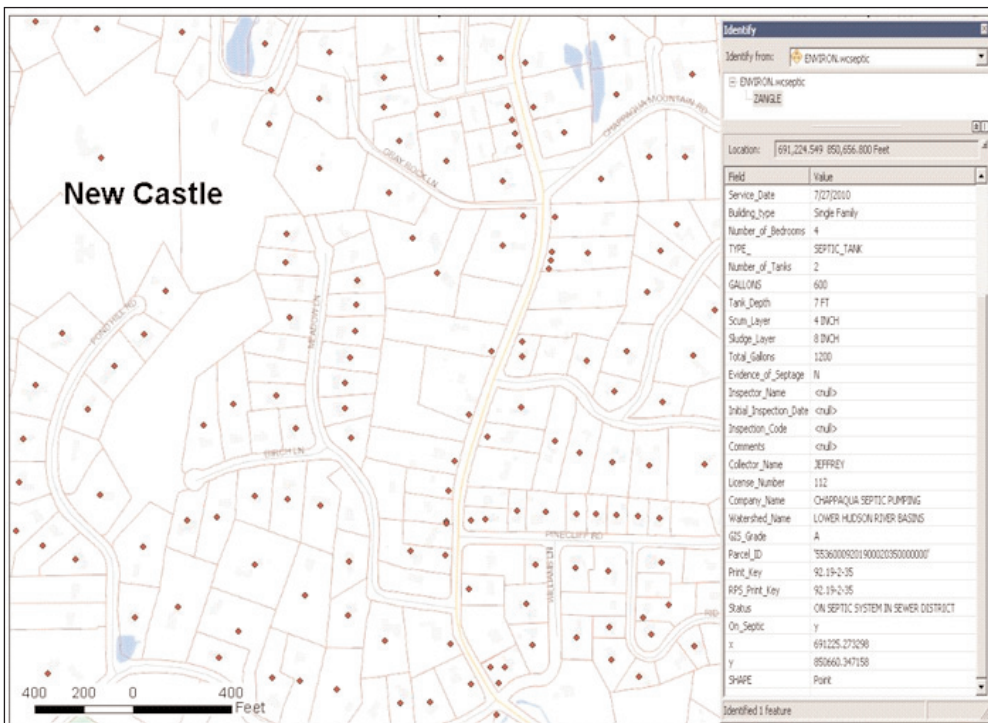 New Castle
CHAPPAQUA MOUNTAIN RD
GRAY ROCK LN
MEADOW LN
POND HILL RD
BIRCH LN
PINECLIFF RD
WILLIAMS LN
RID
400 200 0 400
Feet
Identify
Identify from: ENVIRON.wcseptic
ENVIRON.wcseptic
ZANGLE
Location: 691,224.549 850,656.800 Feet
Field Value
Service_Date 7/27/2010
Building_type Single Family
Number_of_Bedrooms 4
TYPE_ SEPTIC_TANK
Number_of_Tanks 2
GALLONS 600
Tank_Depth 7 FT
Scum_Layer 4 INCH
Sludge_Layer 8 INCH
Total_Gallons 1200
Evidence_of_Septage N
Inspector_Name <null>
Initial_Inspection_Date <null>
Inspection_Code <null>
Comments <null>
Collector_Name JEFFREY
License_Number 112
Company_Name CHAPPAQUA SEPTIC PUMPING
Watershed_Name LOWER HUDSON RIVER BASINS
GIS_Grade A
Parcel_ID
Print_Key 92.19-2-35
RPS_Print_Key 92.19-2-35
Status ON SEPTIC SYSTEM IN SEWER DISTRICT
On_Septic y
x 691225.273298
y 850660.347158
SHAPE Point
Identified 1 feature